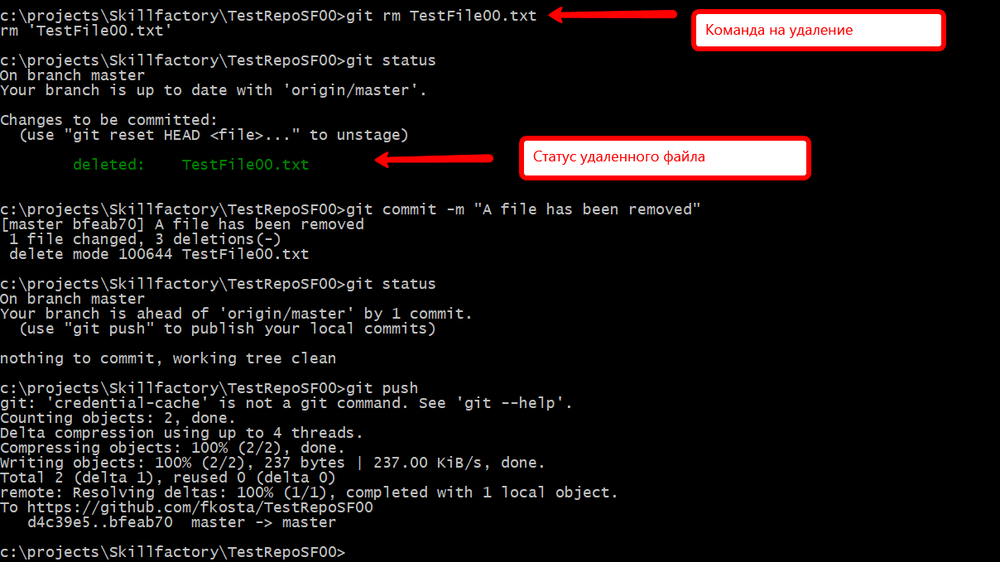 c:\projects\Skillfactory\TestRepoSF00>git rm TestFile00.txt
Команда на удаление
rm 'TestFile00.txt'
c:\projects\Skillfactory\TestRepoSF00>git status
On branch master
Your branch is up to date with 'origin/master'.
Changes to be committed:
  (use "git reset HEAD <file>..." to unstage)
Статус удаленного файла
        deleted:    TestFile00.txt
c:\projects\Skillfactory\TestRepoSF00>git commit -m "A file has been removed"
[master bfeab70] A file has been removed
 1 file changed, 3 deletions(-)
 delete mode 100644 TestFile00.txt
c:\projects\Skillfactory\TestRepoSF00>git status
On branch master
Your branch is ahead of 'origin/master' by 1 commit.
  (use "git push" to publish your local commits)
nothing to commit, working tree clean
c:\projects\Skillfactory\TestRepoSF00>git push
git: 'credential-cache' is not a git command. See 'git --help'.
Counting objects: 2, done.
Delta compression using up to 4 threads.
Compressing objects: 100% (2/2), done.
Writing objects: 100% (2/2), 237 bytes | 237.00 KiB/s, done.
Total 2 (delta 1), reused 0 (delta 0)
remote: Resolving deltas: 100% (1/1), completed with 1 local object.
To https://github.com/fkosta/TestRepoSF00
   d4c39e5..bfeab70  master -> master
c:\projects\Skillfactory\TestRepoSF00>